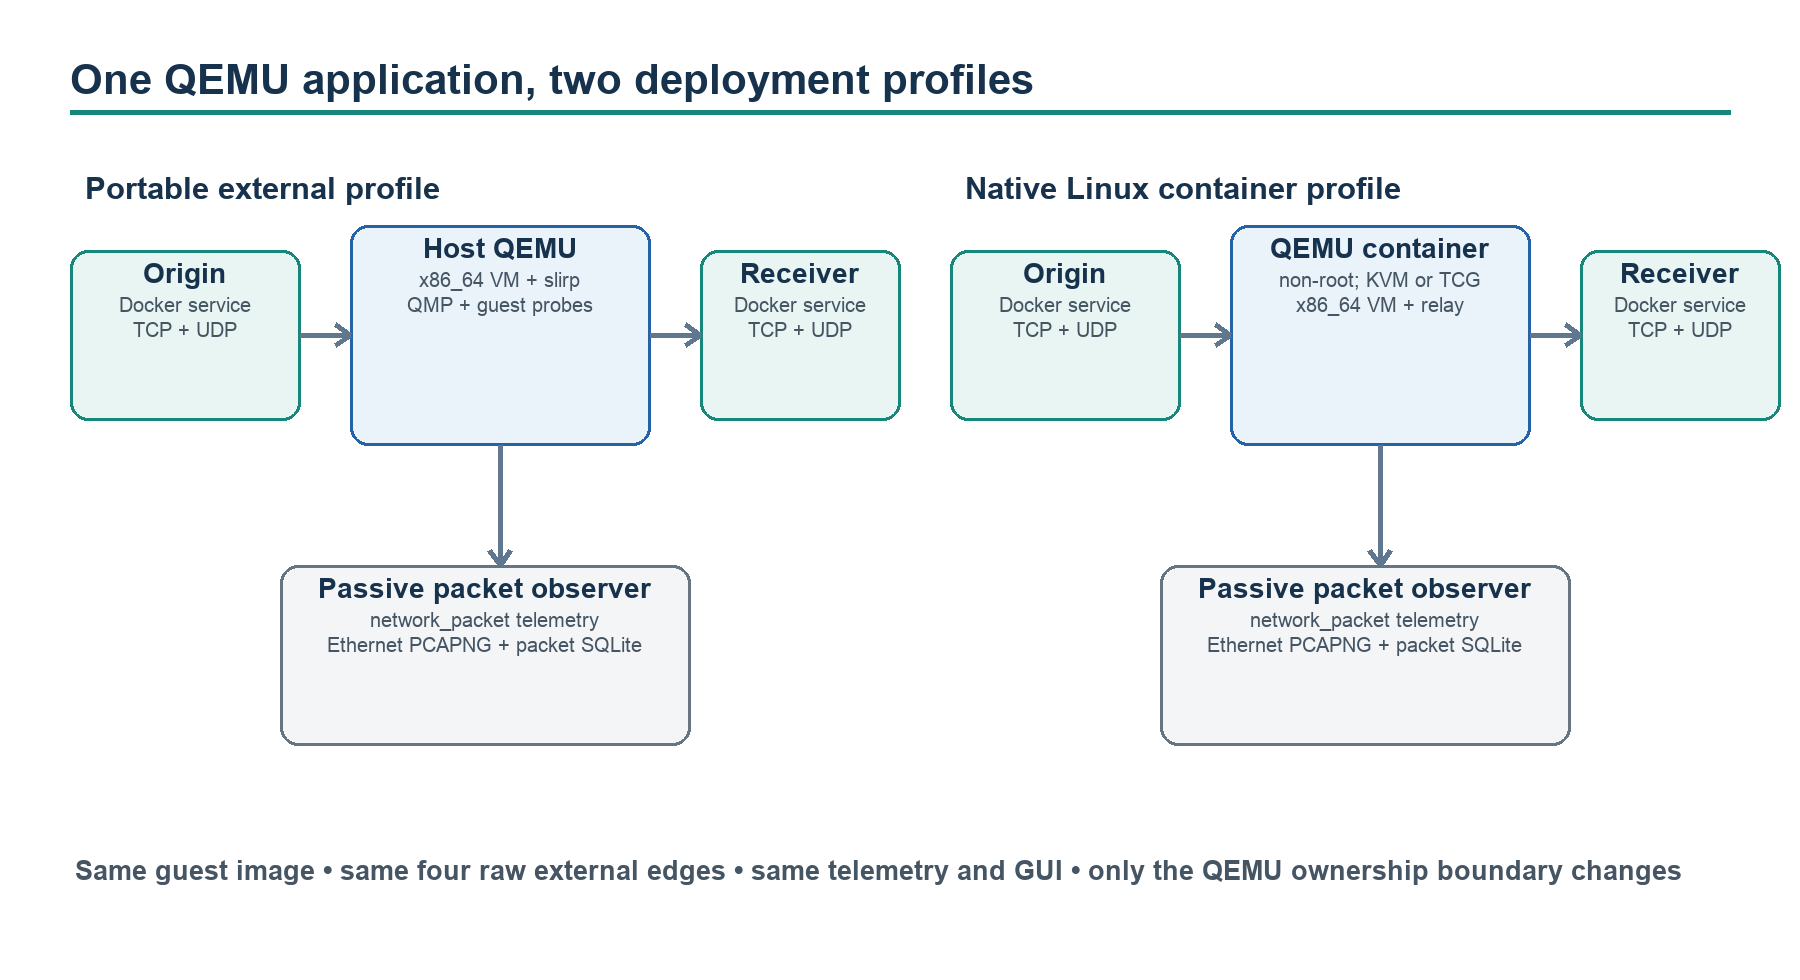 One QEMU application, two deployment profiles
Portable external profile
Origin
Docker service
TCP + UDP
Host QEMU
x86_64 VM + slirp
QMP + guest probes
Receiver
Docker service
TCP + UDP
Passive packet observer
network_packet telemetry
Ethernet PCAPNG + packet SQLite
Native Linux container profile
Origin
Docker service
TCP + UDP
QEMU container
non-root; KVM or TCG
x86_64 VM + relay
Receiver
Docker service
TCP + UDP
Passive packet observer
network_packet telemetry
Ethernet PCAPNG + packet SQLite
Same guest image • same four raw external edges • same telemetry and GUI • only the QEMU ownership boundary changes